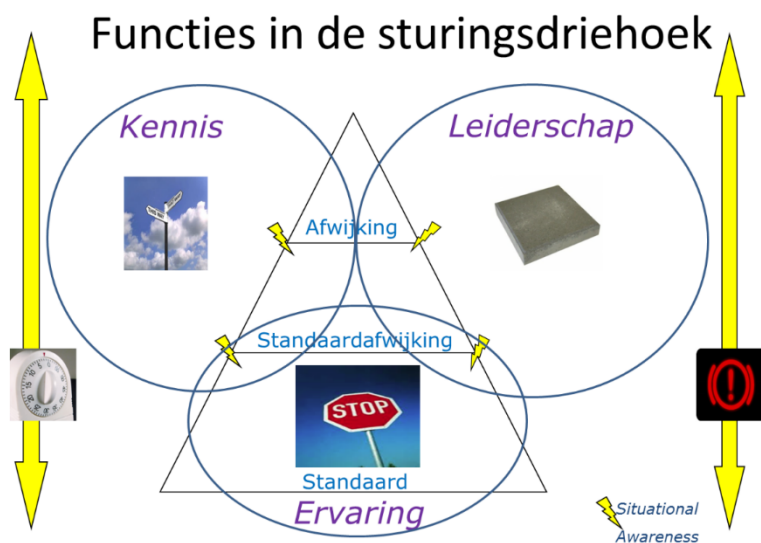 Functies in de sturingsdriehoek
Kennis
Leiderschap
Afwijking
Standaardafwijking
STOP
Standaard
Ervaring
Situational
Awareness